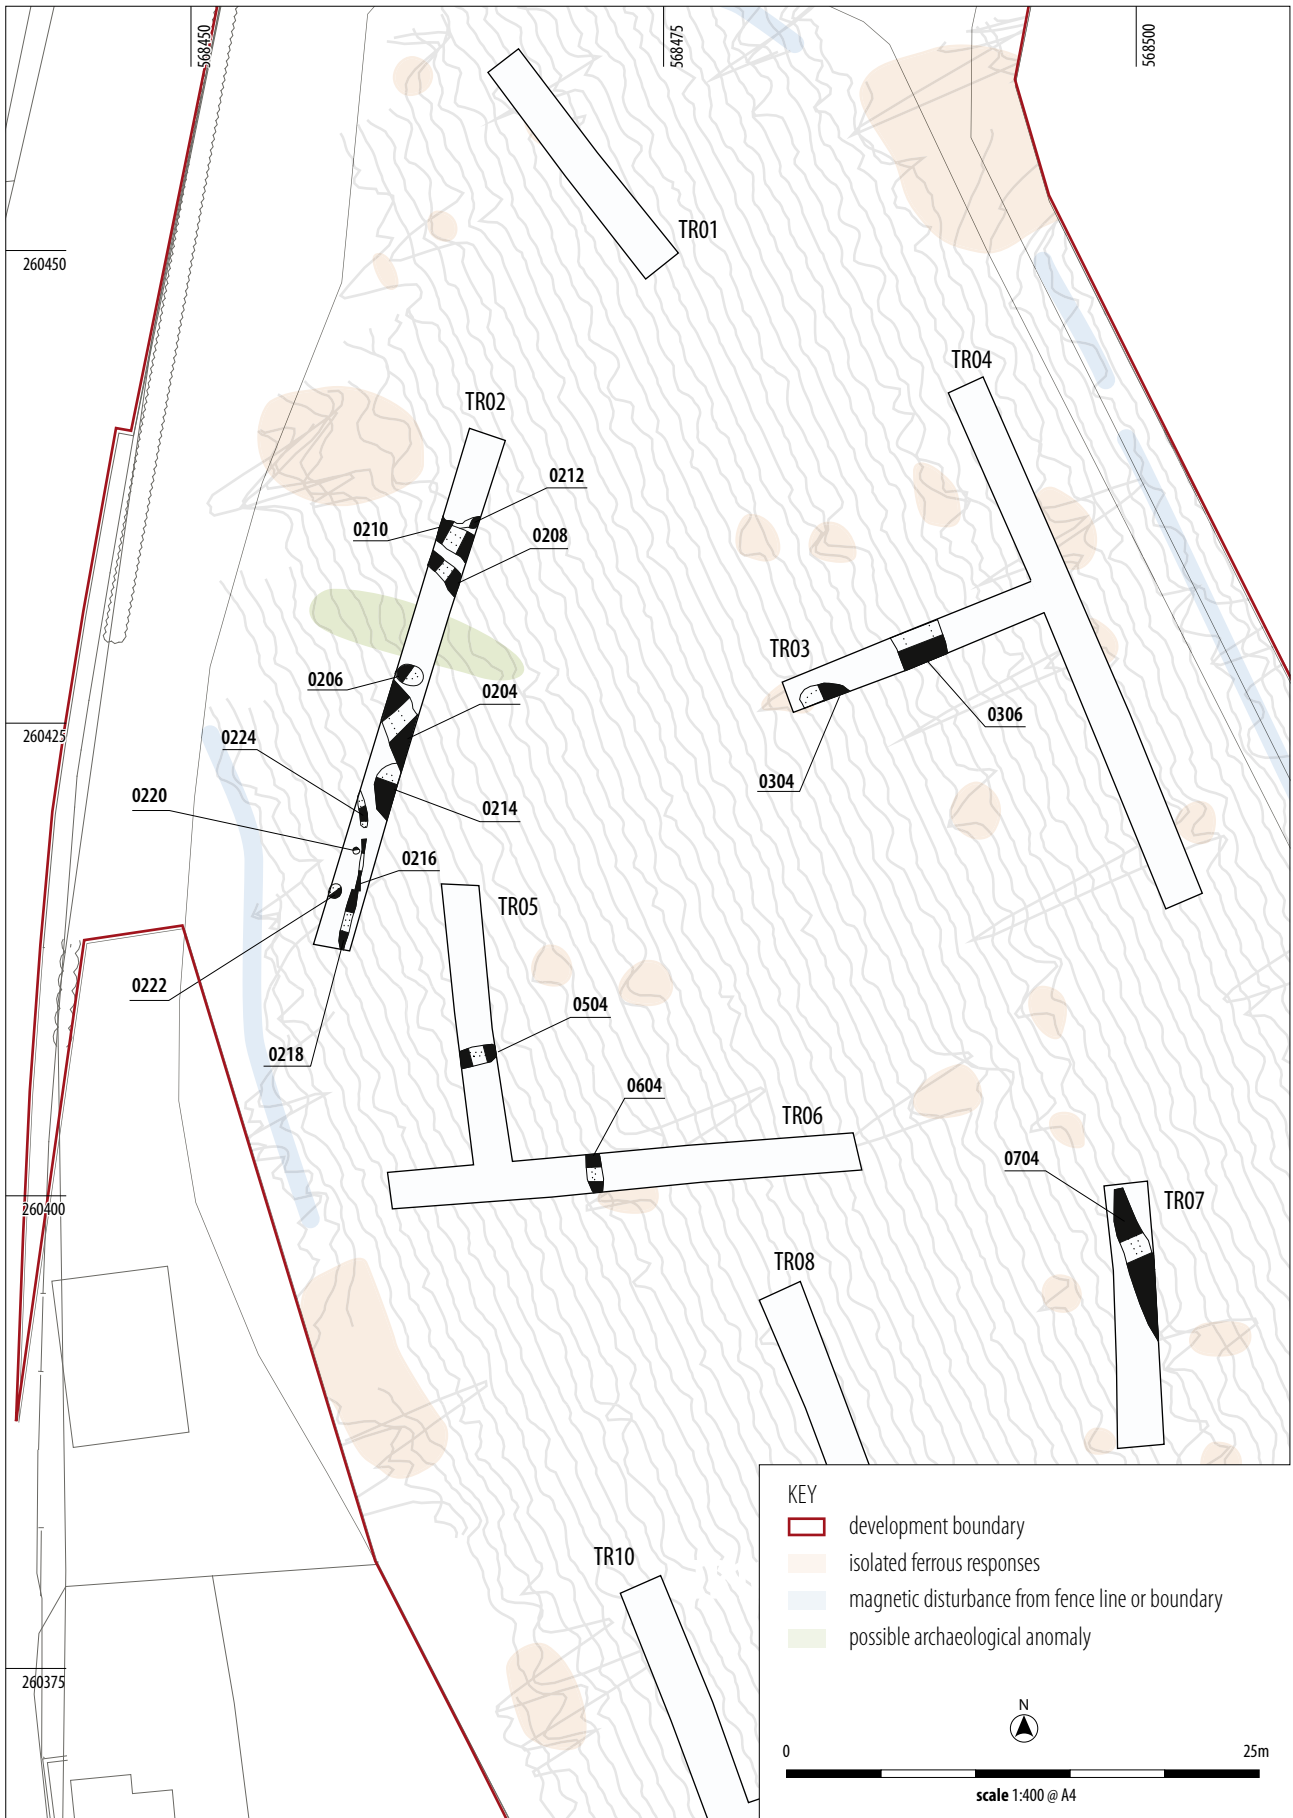 568450
568475
568500
TR01
260450
TR04
TR02
0212
0210
0208
TR03
0206
0204
0306
260425
0224
0304
0220
0214
0216
TR05
0222
0504
0218
0604
TR06
0704
TR07
260400
TR08
KEY
development boundary
TR10
isolated ferrous responses
magnetic disturbance from fence line or boundary
possible archaeological anomaly
260375
N
0 25m
scale 1:400 @ A4